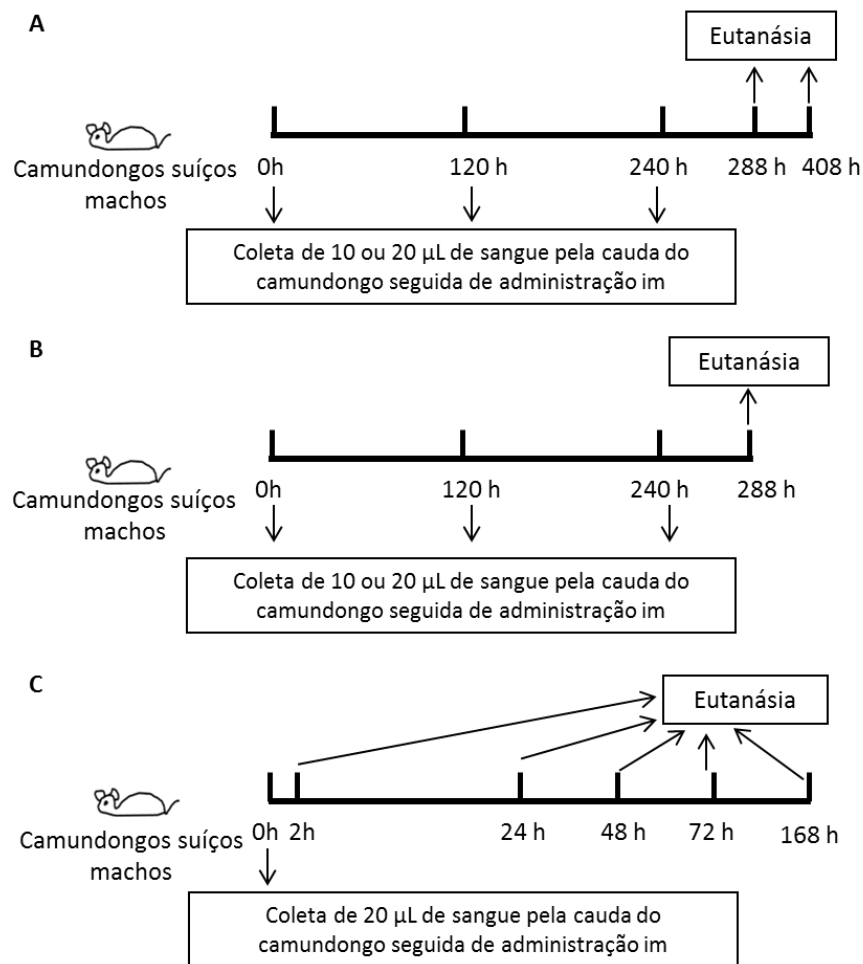 A
Eutanásia
Camundongos suíços
machos
0h
120 h
240 h
288 h
408 h
Coleta de 10 ou 20 µL de sangue pela cauda do
camundongo seguida de administração im
B
Eutanásia
Camundongos suíços
machos
0h
120 h
240 h
288 h
Coleta de 10 ou 20 µL de sangue pela cauda do
camundongo seguida de administração im
C
Eutanásia
Camundongos suíços
machos
0h
2h
24 h
48 h
72 h
168 h
Coleta de 20 µL de sangue pela cauda do
camundongo seguida de administração im